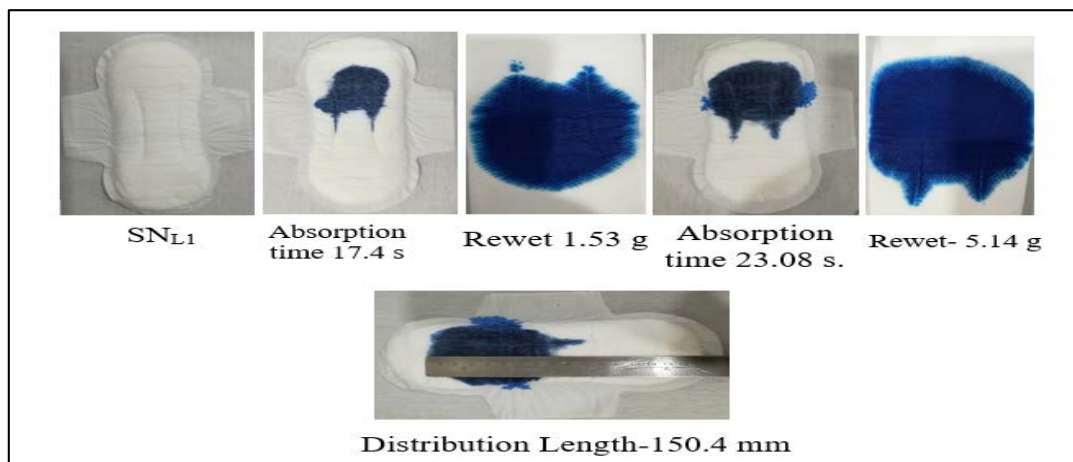 SNL1
Absorption
time 17.4 s
Rewet 1.53 g
Absorption
time 23.08 s.
Rewet- 5.14 g
Distribution Length-150.4 mm